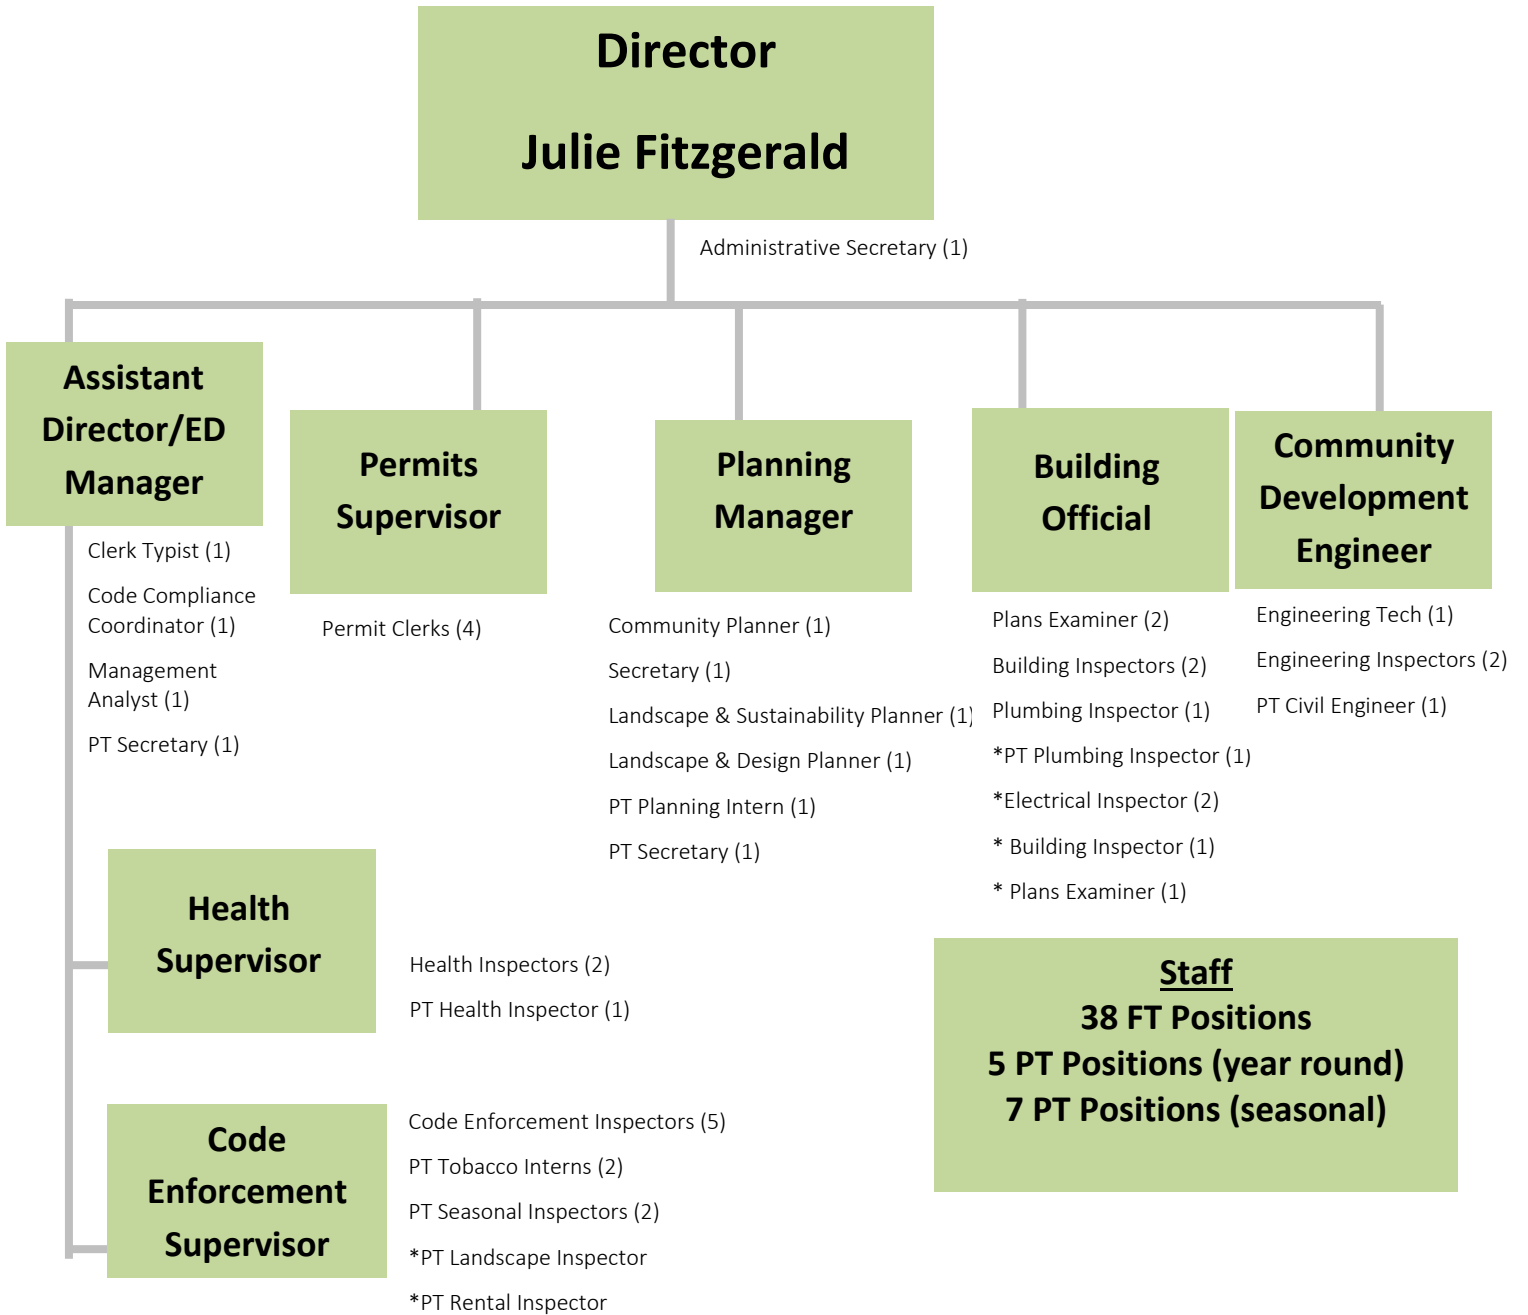 Director
Julie Fitzgerald
Administrative Secretary (1)
Assistant
Director/ED
Manager
Clerk Typist (1)
Code Compliance
Coordinator (1)
Management
Analyst (1)
PT Secretary (1)
Permits
Supervisor
Permit Clerks (4)
Planning
Manager
Community Planner (1)
Secretary (1)
Landscape & Sustainability Planner (1)
Landscape & Design Planner (1)
PT Planning Intern (1)
PT Secretary (1)
Building
Official
Plans Examiner (2)
Building Inspectors (2)
Plumbing Inspector (1)
*PT Plumbing Inspector (1)
*Electrical Inspector (2)
* Building Inspector (1)
* Plans Examiner (1)
Community
Development
Engineer
Engineering Tech (1)
Engineering Inspectors (2)
PT Civil Engineer (1)
Health
Supervisor
Health Inspectors (2)
PT Health Inspector (1)
Code
Enforcement
Supervisor
Code Enforcement Inspectors (5)
PT Tobacco Interns (2)
PT Seasonal Inspectors (2)
*PT Landscape Inspector
*PT Rental Inspector
Staff
38 FT Positions
5 PT Positions (year round)
7 PT Positions (seasonal)